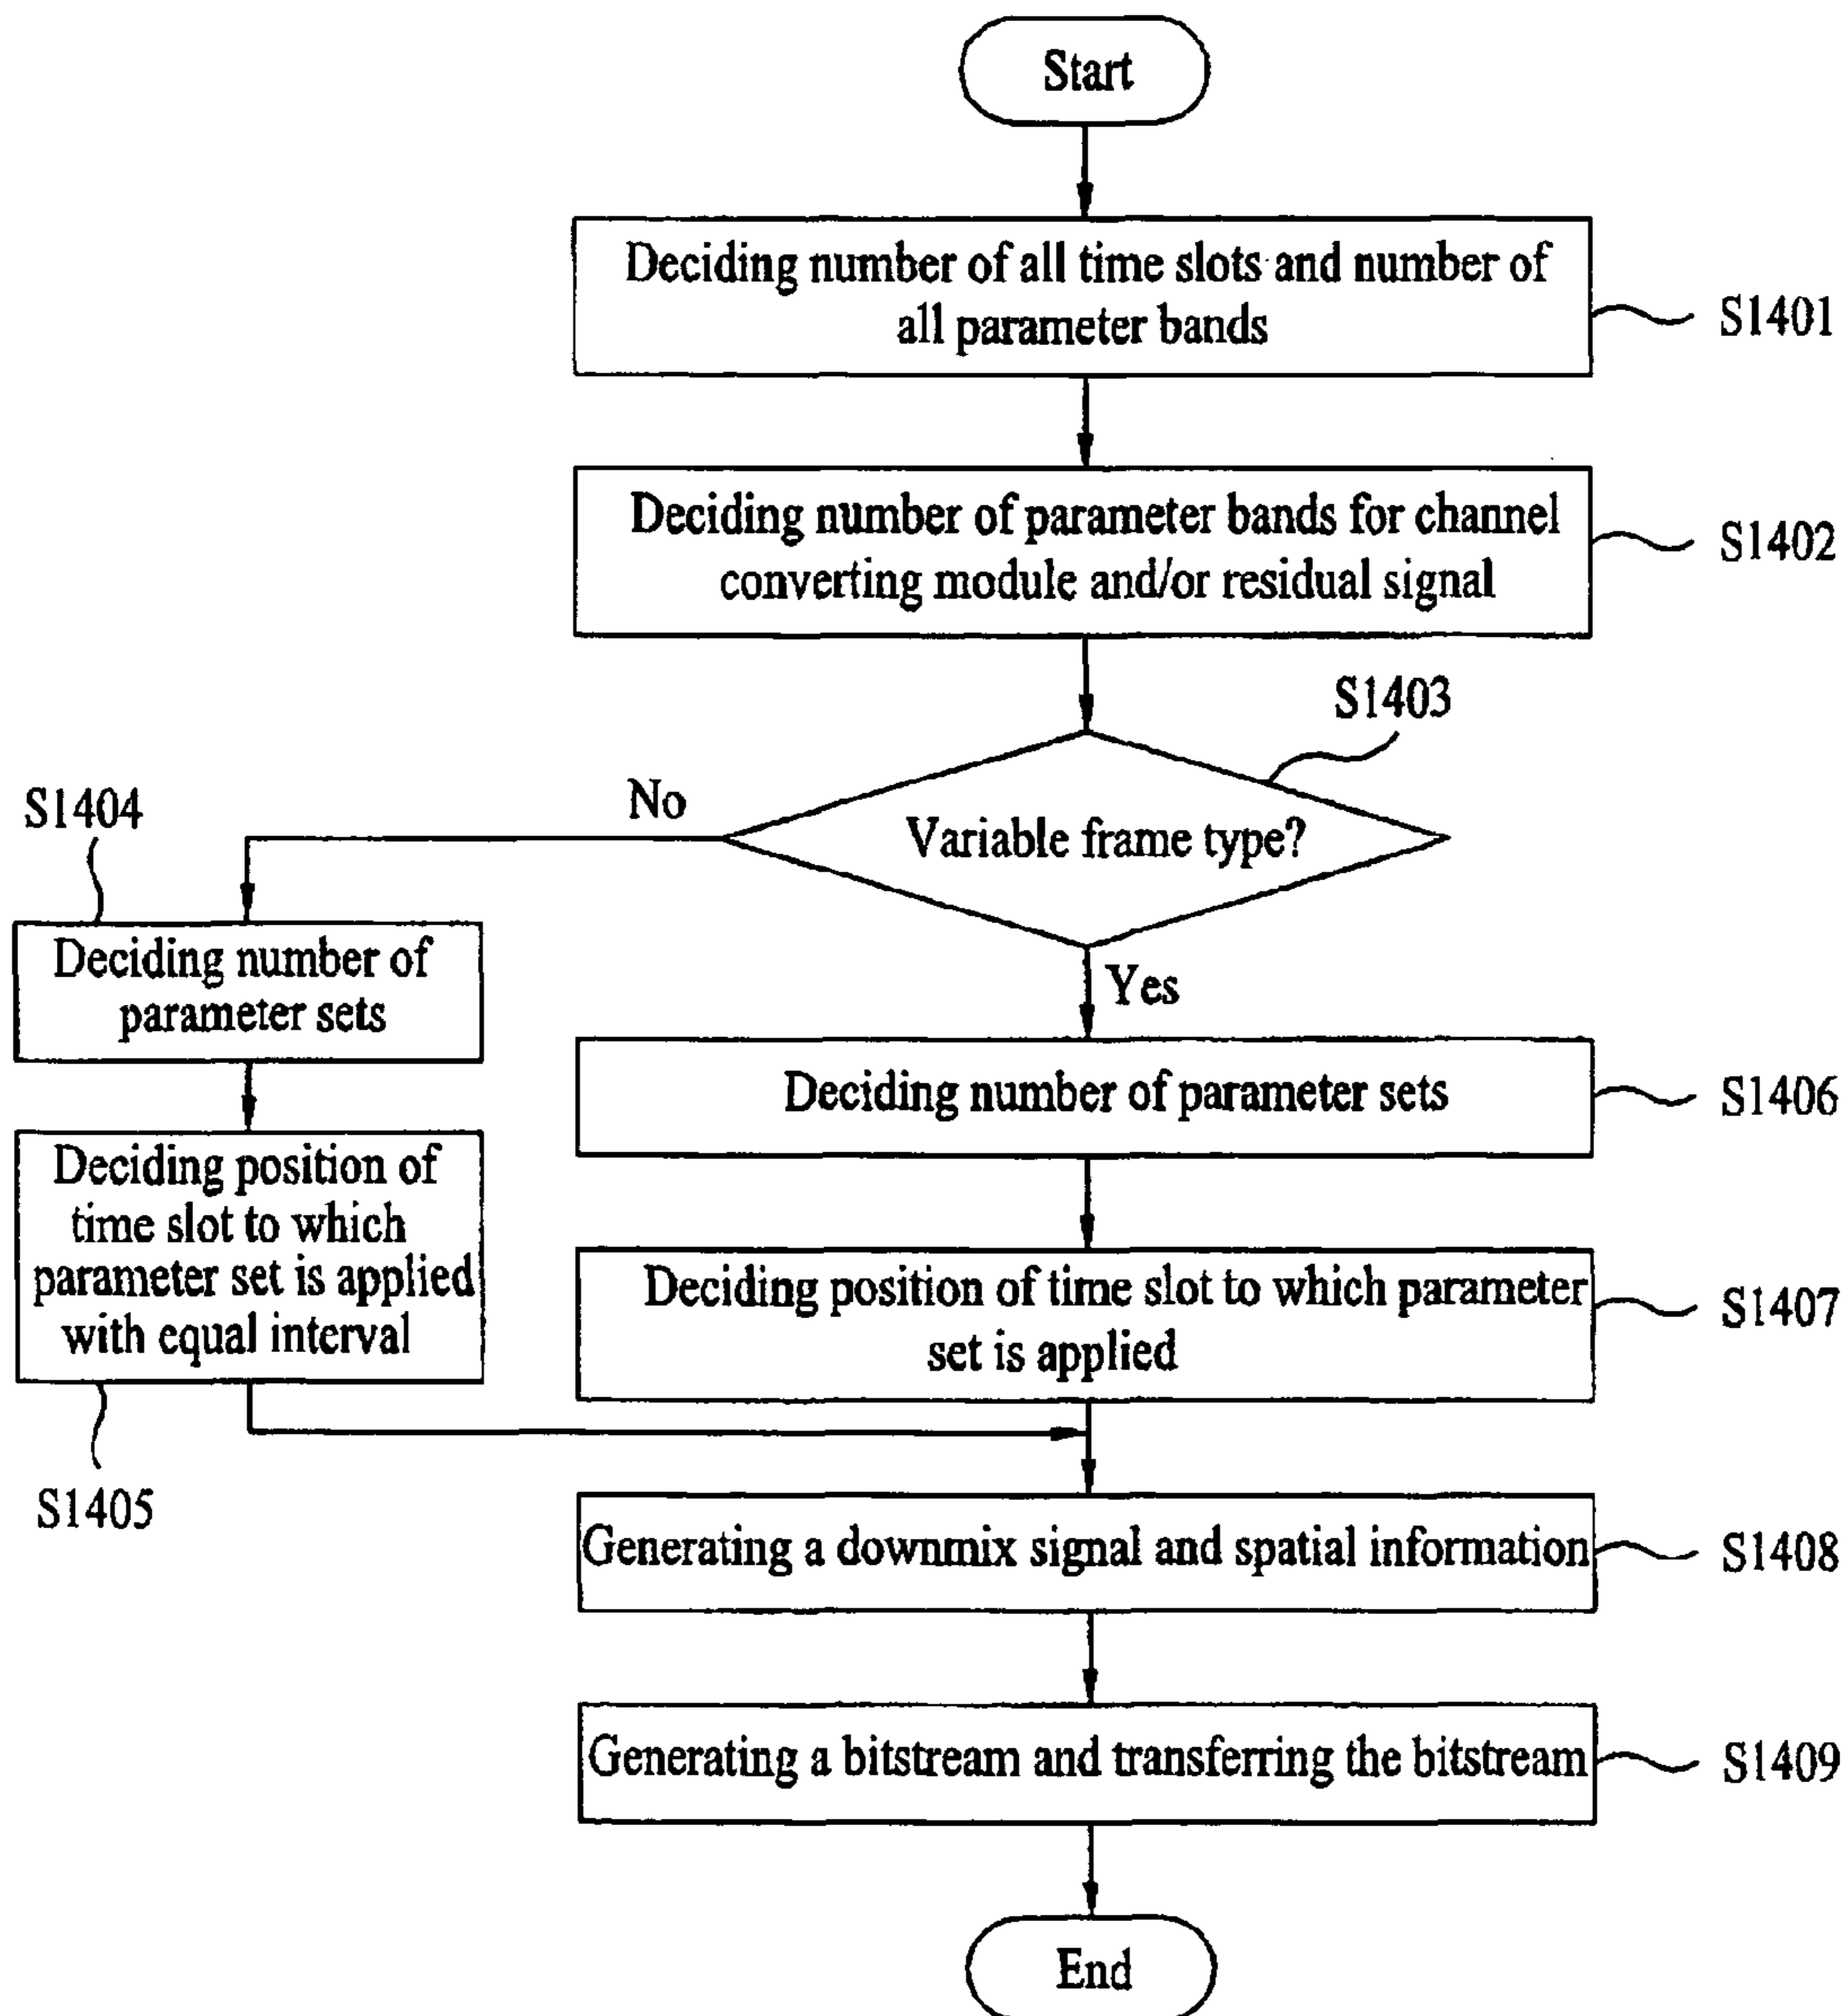 Start
Deciding number of all time slots and number of
all parameter bands
S1401
Deciding number of parameter bands for channel
converting module and/or residual signal
S1402
S1403
Variable frame type?
No
Yes
S1404
Deciding number of
parameter sets
Deciding position of
time slot to which
parameter set is applied
with equal interval
S1405
Deciding number of parameter sets
S1406
Deciding position of time slot to which parameter
set is applied
S1407
Generating a downmix signal and spatial information
S1408
Generating a bitstream and transferring the bitstream
S1409
End